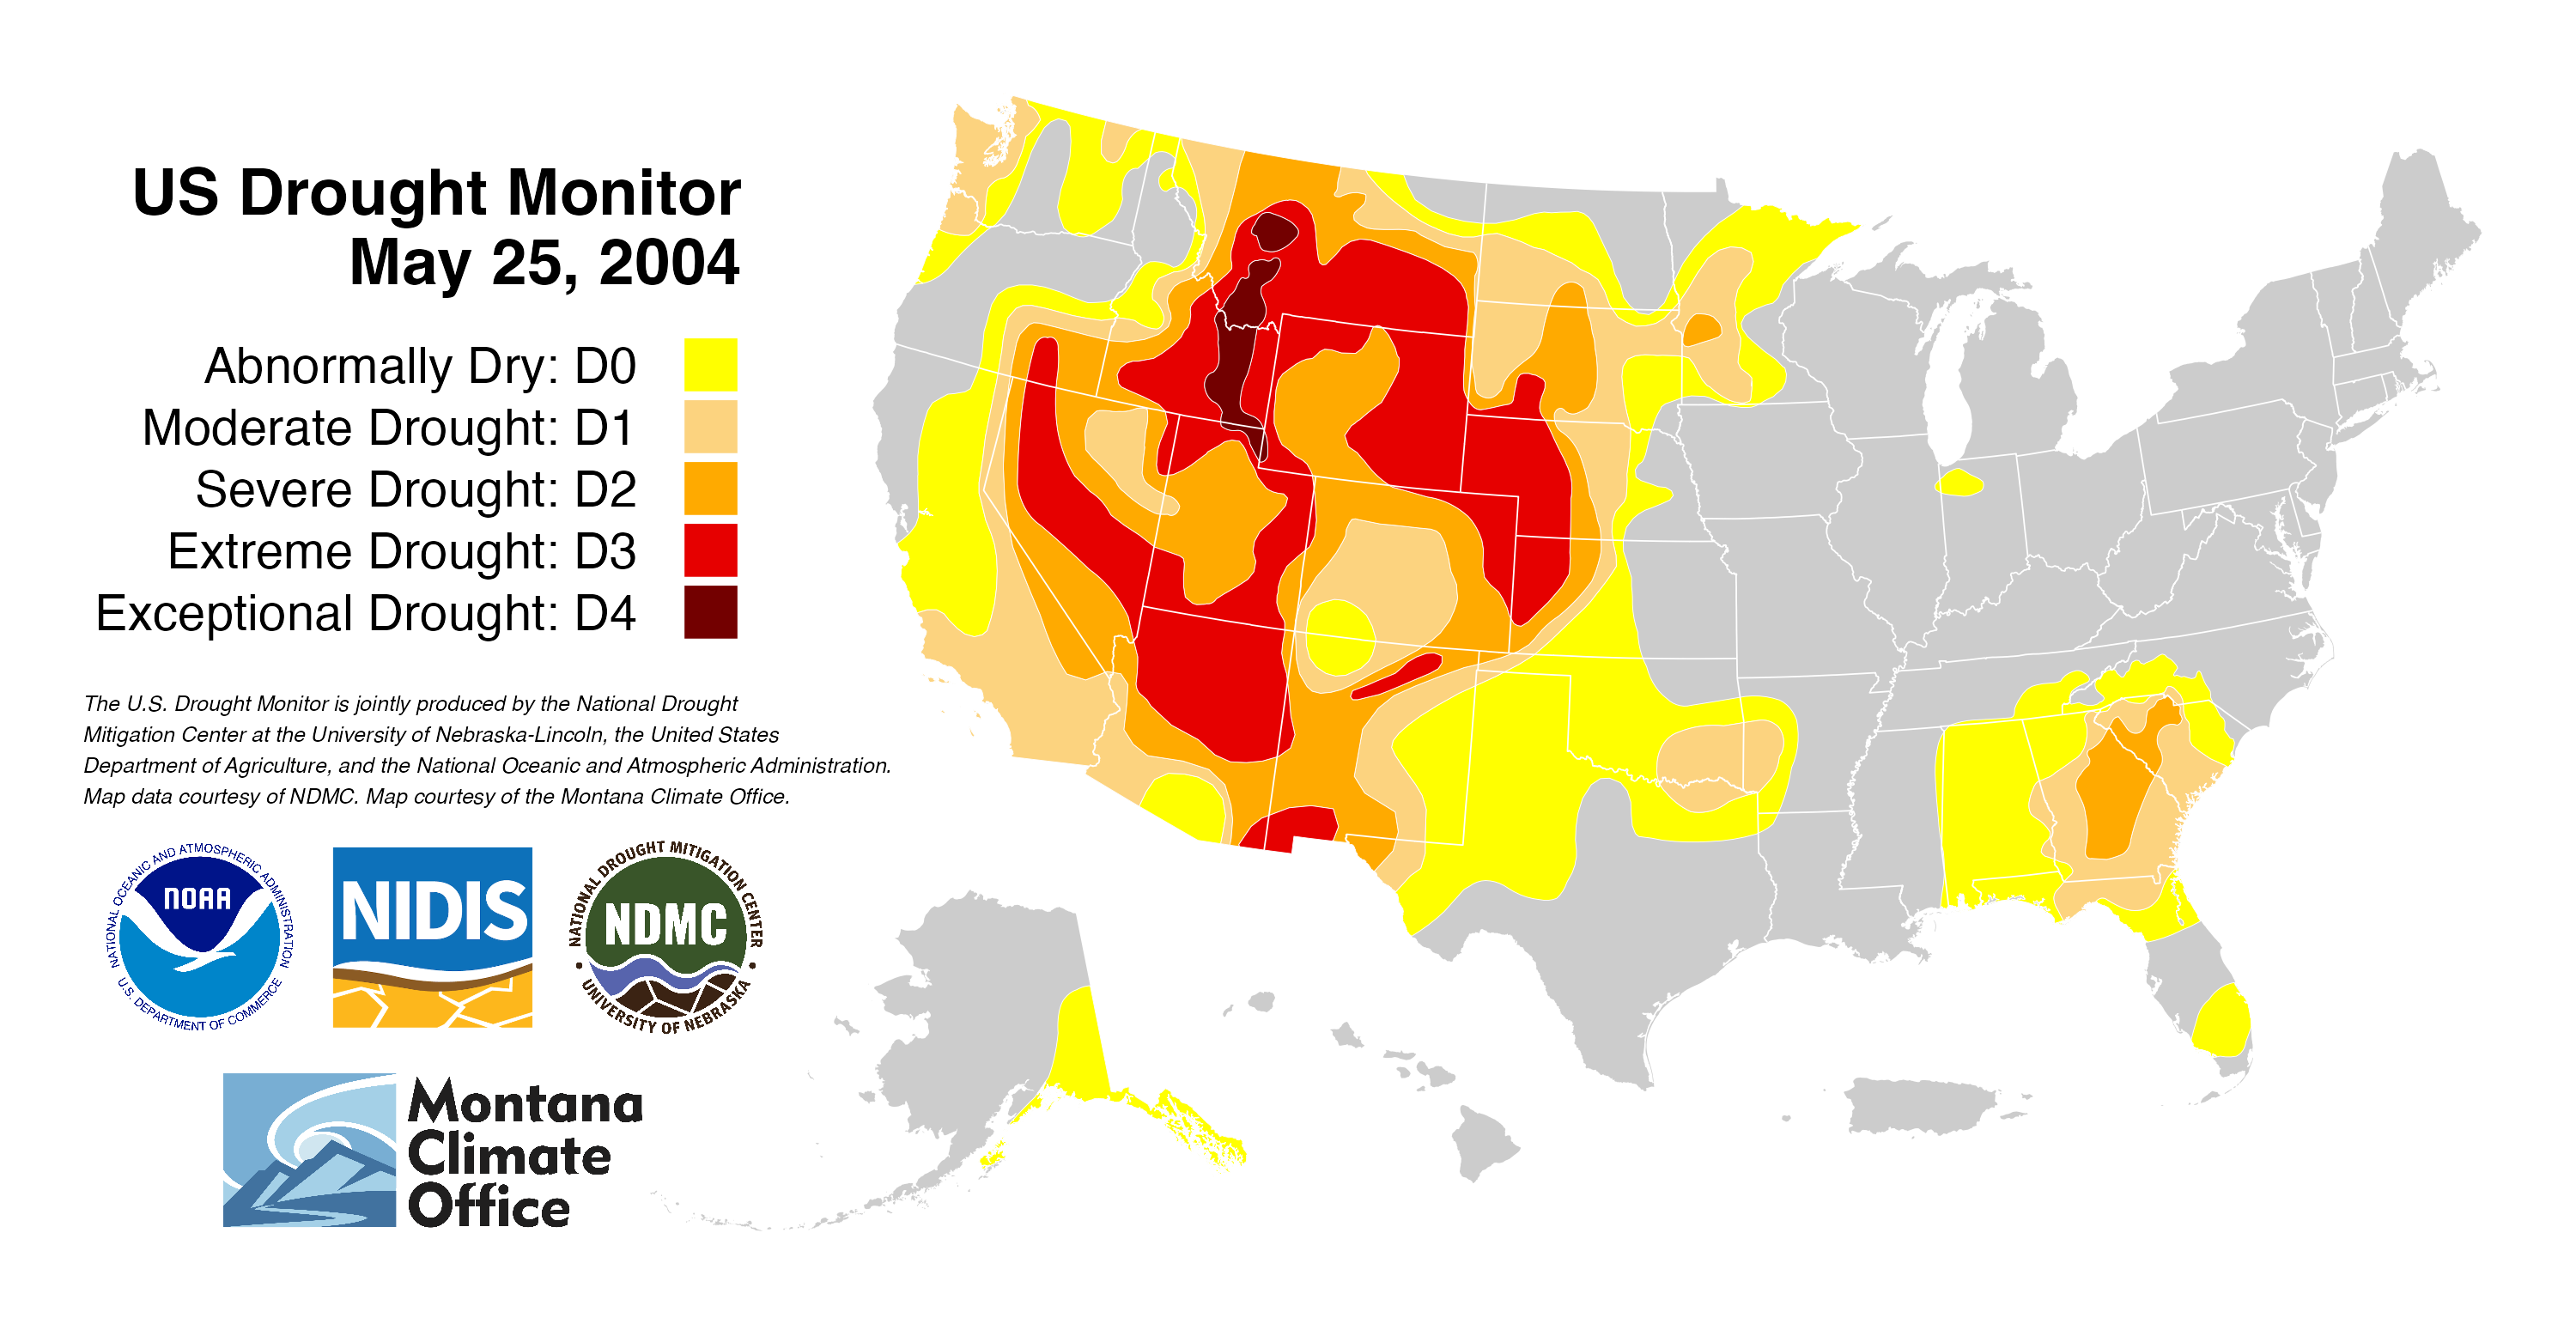 US Drought Monitor
May 25, 2004
Abnormally Dry: D0
Moderate Drought: D1
Severe Drought: D2
Extreme Drought: D3
Exceptional Drought: D4
The U.S. Drought Monitor is jointly produced by the National Drought
Mitigation Center at the University of Nebraska-Lincoln, the United States
Department of Agriculture, and the National Oceanic and Atmospheric Administration.
Map data courtesy of NDMC. Map courtesy of the Montana Climate Office.
NATIONAL OCEANIC AND ATMOSPHERIC ADMINISTRATION
NOAA
U.S. DEPARTMENT OF COMMERCE
NIDIS
NATIONAL DROUGHT MITIGATION CENTER
NDMC
UNIVERSITY OF NEBRASKA
Montana
Climate
Office